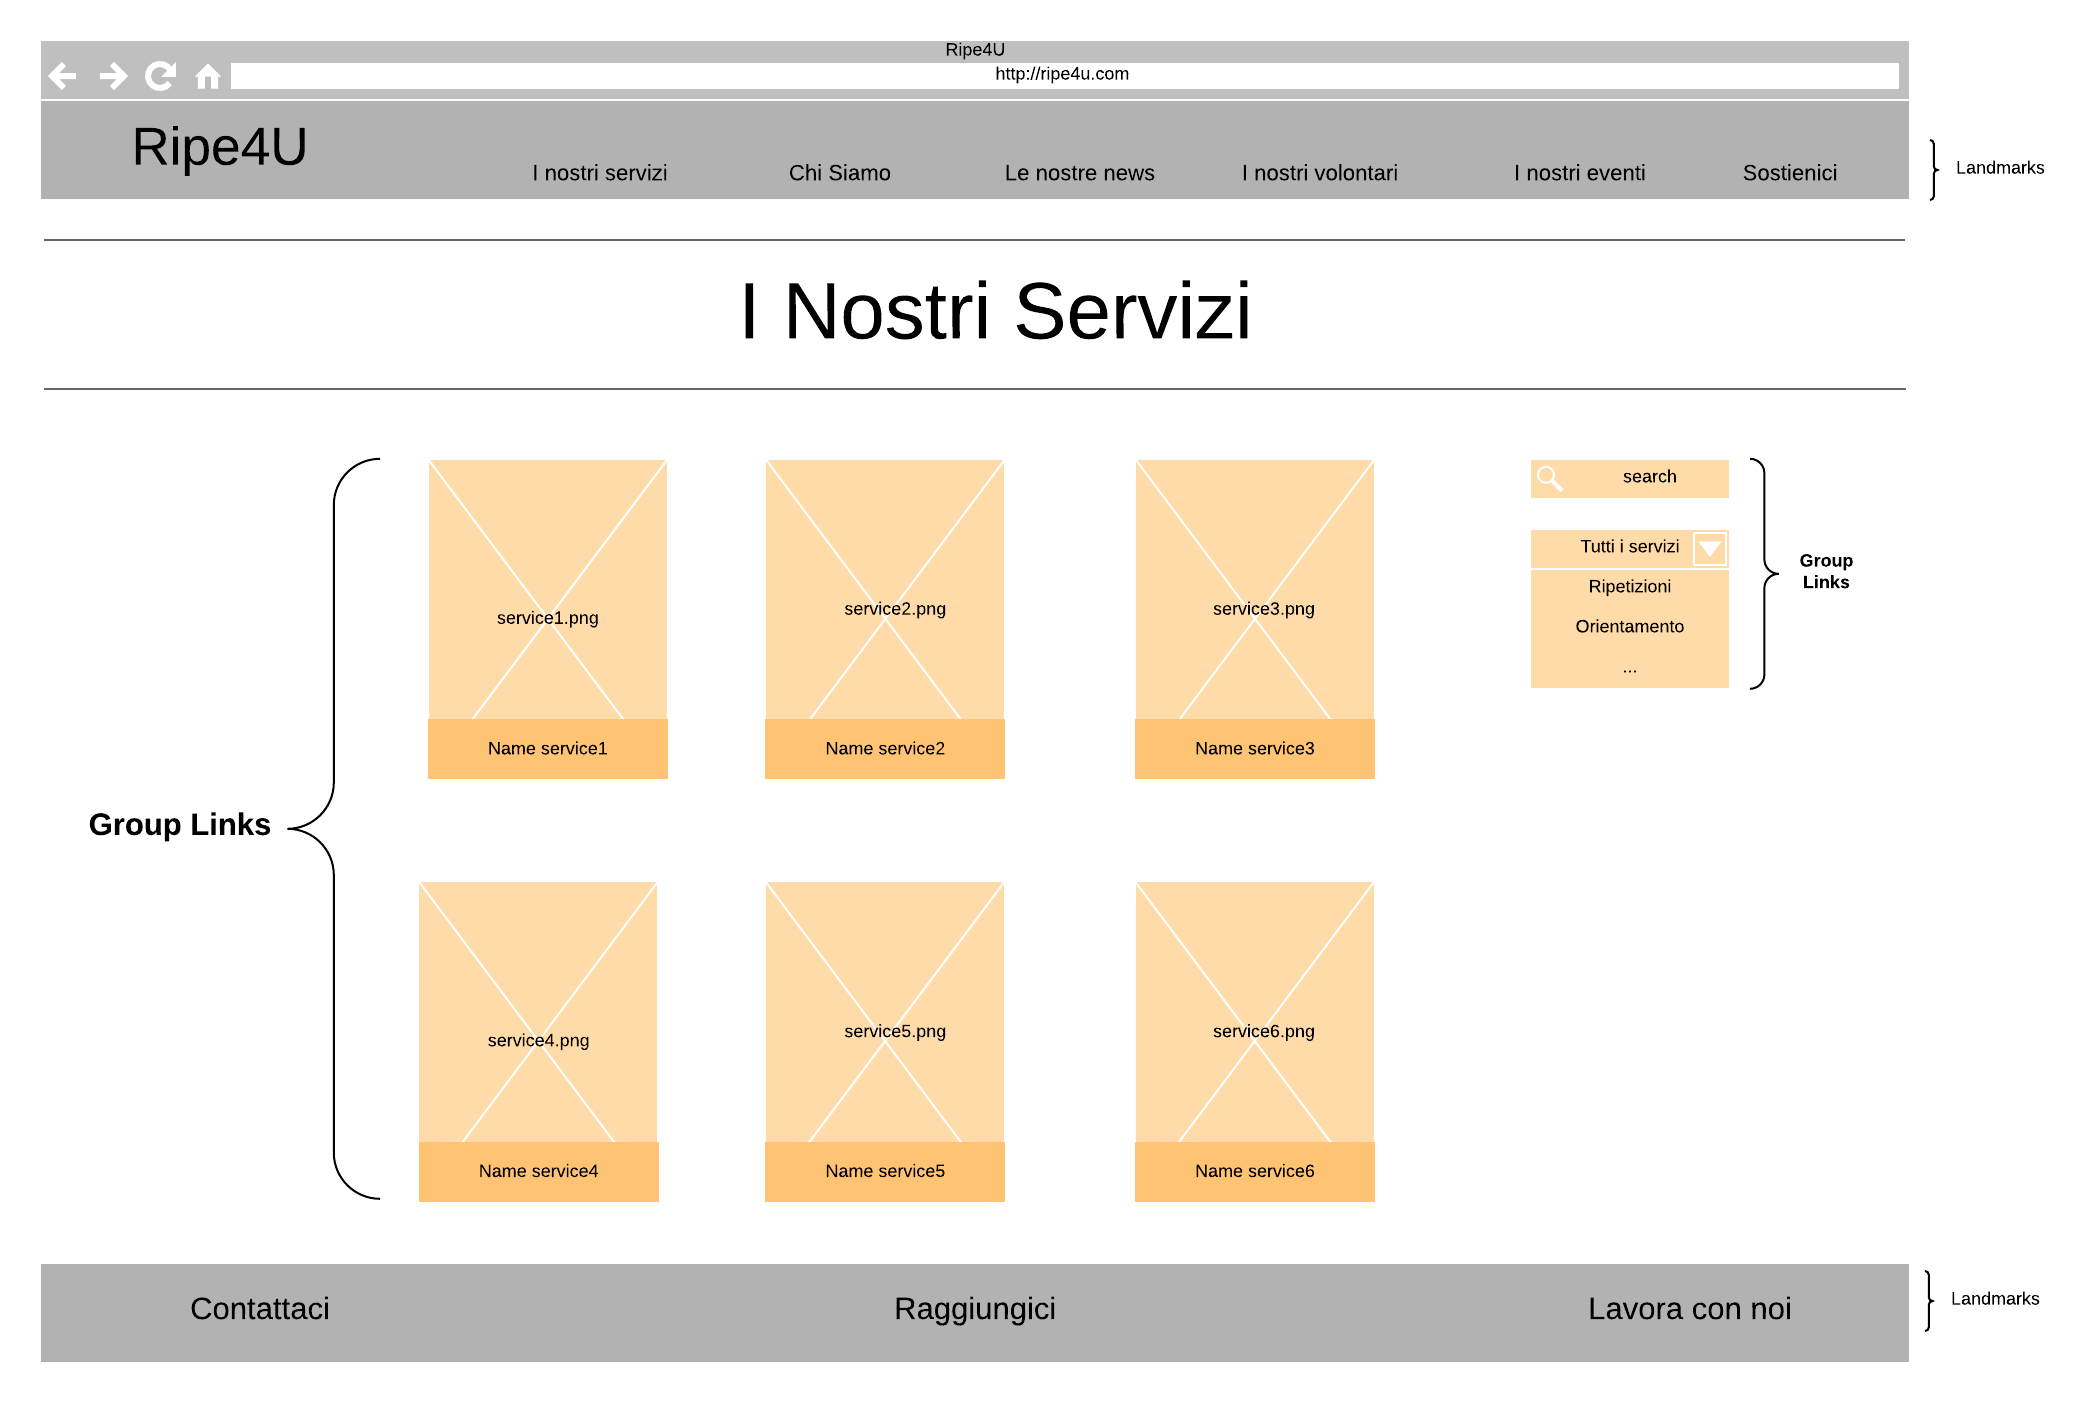 Ripe4U
http://ripe4u.com
Ripe4U
I nostri servizi
Chi Siamo
Le nostre news
I nostri volontari
I nostri eventi
Sostienici
Landmarks
I Nostri Servizi
service1.png
service2.png
service3.png
search
Tutti i servizi
Ripetizioni
Orientamento
...
Group
Links
Name service1
Name service2
Name service3
Group Links
service4.png
service5.png
service6.png
Name service4
Name service5
Name service6
Contattaci
Raggiungici
Lavora con noi
Landmarks